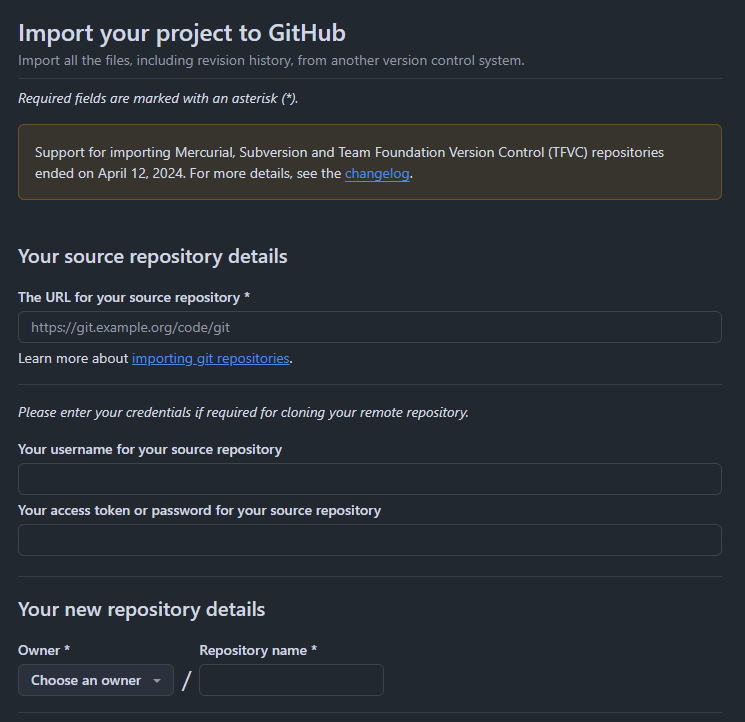 Import your project to GitHub
Import all the files, including revision history, from another version control system.
Required fields are marked with an asterisk (*).
Support for importing Mercurial, Subversion and Team Foundation Version Control (TFVC) repositories
ended on April 12, 2024. For more details, see the changelog.
Your source repository details
The URL for your source repository *
https://git.example.org/code/git
Learn more about importing git repositories.
Please enter your credentials if required for cloning your remote repository.
Your username for your source repository
Your access token or password for your source repository
Your new repository details
Owner * Repository name *
Choose an owner /